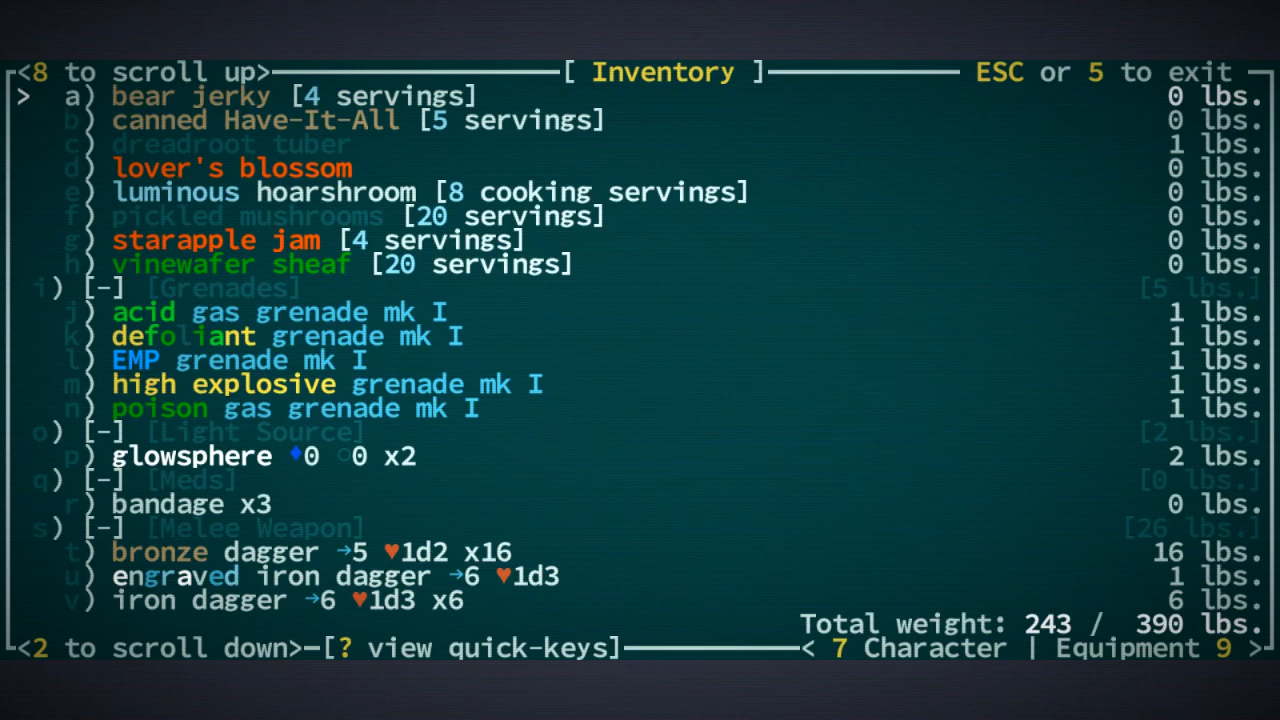 <8 to scroll up> [ Inventory ] ESC or 5 to exit
> a) bear jerky [4 servings] 0 lbs.
b) canned Have-It-All [5 servings] 0 lbs.
c) dreadroot tuber 1 lbs.
d) lover's blossom 0 lbs.
e) luminous hoarshroom [8 cooking servings] 0 lbs.
f) pickled mushrooms [20 servings] 0 lbs.
g) starapple jam [4 servings] 0 lbs.
h) vinewafer sheaf [20 servings] 0 lbs.
i) [-] [Grenades] [5 lbs.]
j) acid gas grenade mk I 1 lbs.
k) defoliant grenade mk I 1 lbs.
l) EMP grenade mk I 1 lbs.
m) high explosive grenade mk I 1 lbs.
n) poison gas grenade mk I 1 lbs.
o) [-] [Light Source] [2 lbs.]
p) glowsphere ♦0 ○0 x2 2 lbs.
q) [-] [Meds] [0 lbs.]
r) bandage x3 0 lbs.
s) [-] [Melee Weapon] [26 lbs.]
t) bronze dagger →5 ♥1d2 x16 16 lbs.
u) engraved iron dagger →6 ♥1d3 1 lbs.
v) iron dagger →6 ♥1d3 x6 6 lbs.
Total weight: 243 / 390 lbs.
<2 to scroll down> [? view quick-keys] < 7 Character | Equipment 9 >